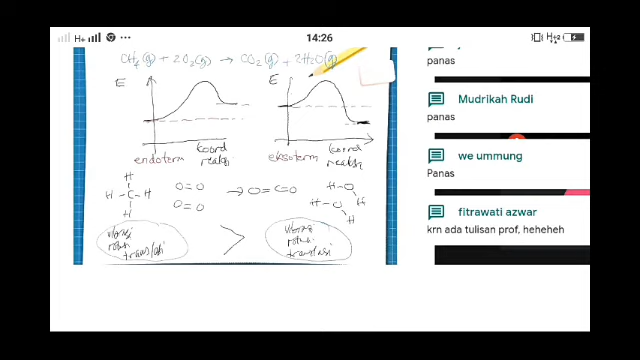 H+
14:26
H+
CH4(g) + 2O2(g) → CO2(g) + 2H2O(g)
E
E
koord
reaksi
koord
reaksi
endoterm
eksoterm
H
H-C-H
H
O=O
O=O
→ O=C=O
H-O
H
H-O
H
vibrasi
rotasi
translasi
>
vibrasi
rotasi
translasi
panas
Mudrikah Rudi
panas
we ummung
Panas
fitrawati azwar
krn ada tulisan prof, heheheh